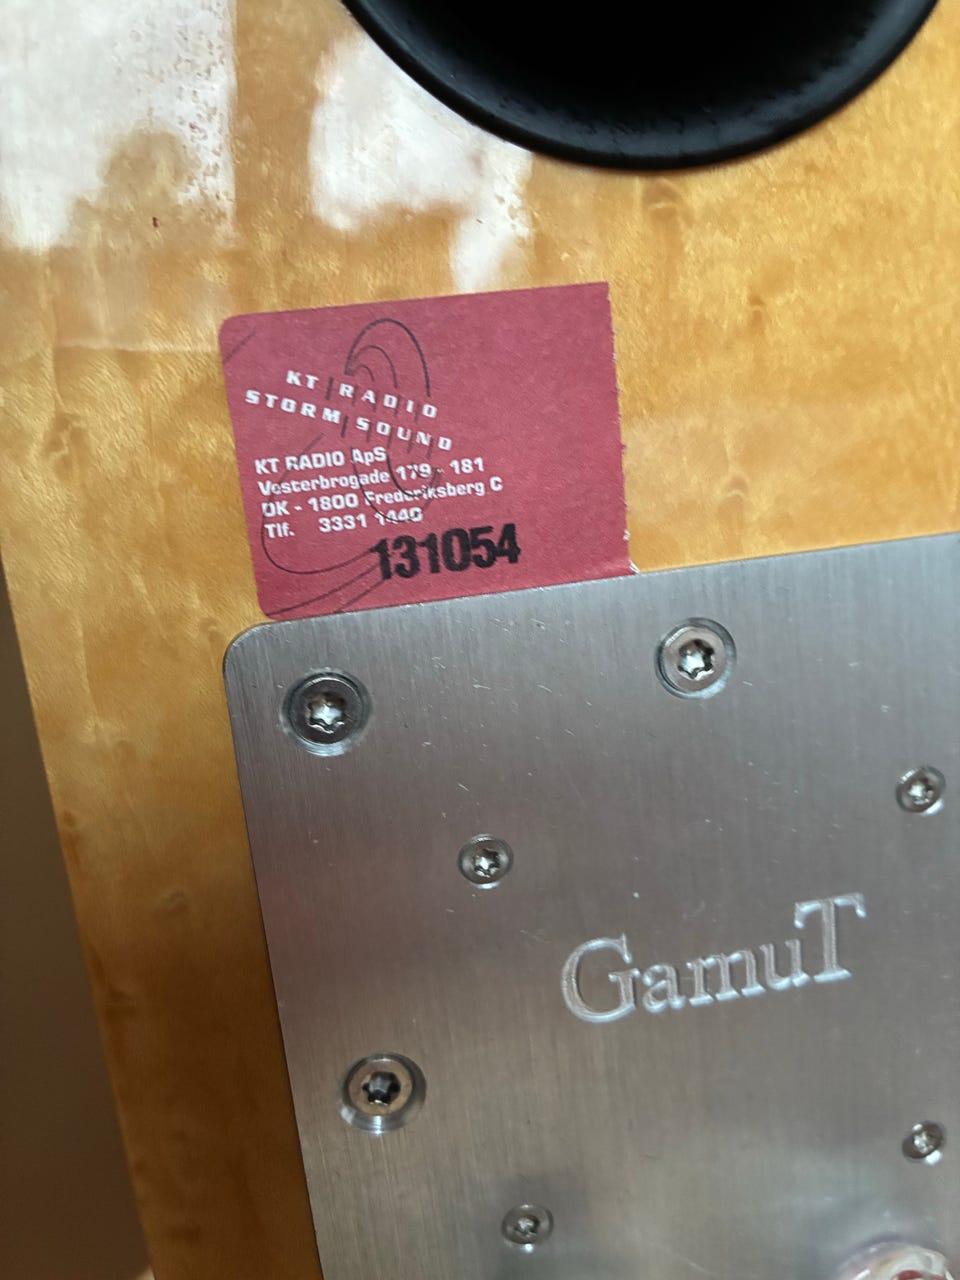 KT RADIO
STORM SOUND
KT RADIO ApS
Vesterbrogade 179 - 181
DK - 1800 Frederiksberg C
Tlf. 3331 1440
131054
GamuT